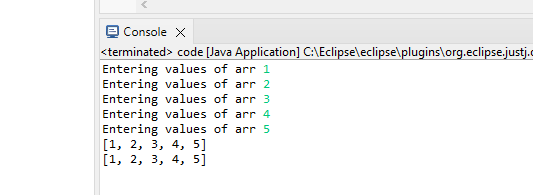 Console
<terminated> code [Java Application] C:\Eclipse\eclipse\plugins\org.eclipse.justj.
Entering values of arr 1
Entering values of arr 2
Entering values of arr 3
Entering values of arr 4
Entering values of arr 5
[1, 2, 3, 4, 5]
[1, 2, 3, 4, 5]